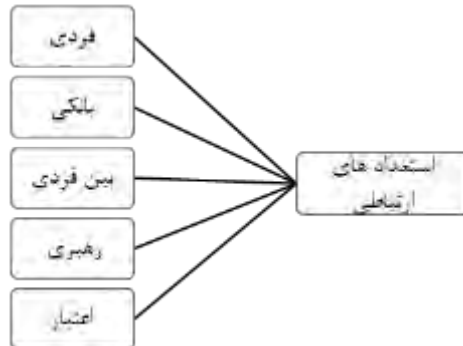 فردی
بانکی
بین فردی
رهبری
اعتبار
استعداد های
ارتباطی